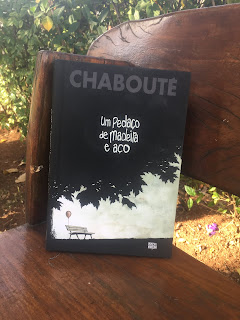 CHABOUTÉ
Um Pedaço
de Madeira
e aço